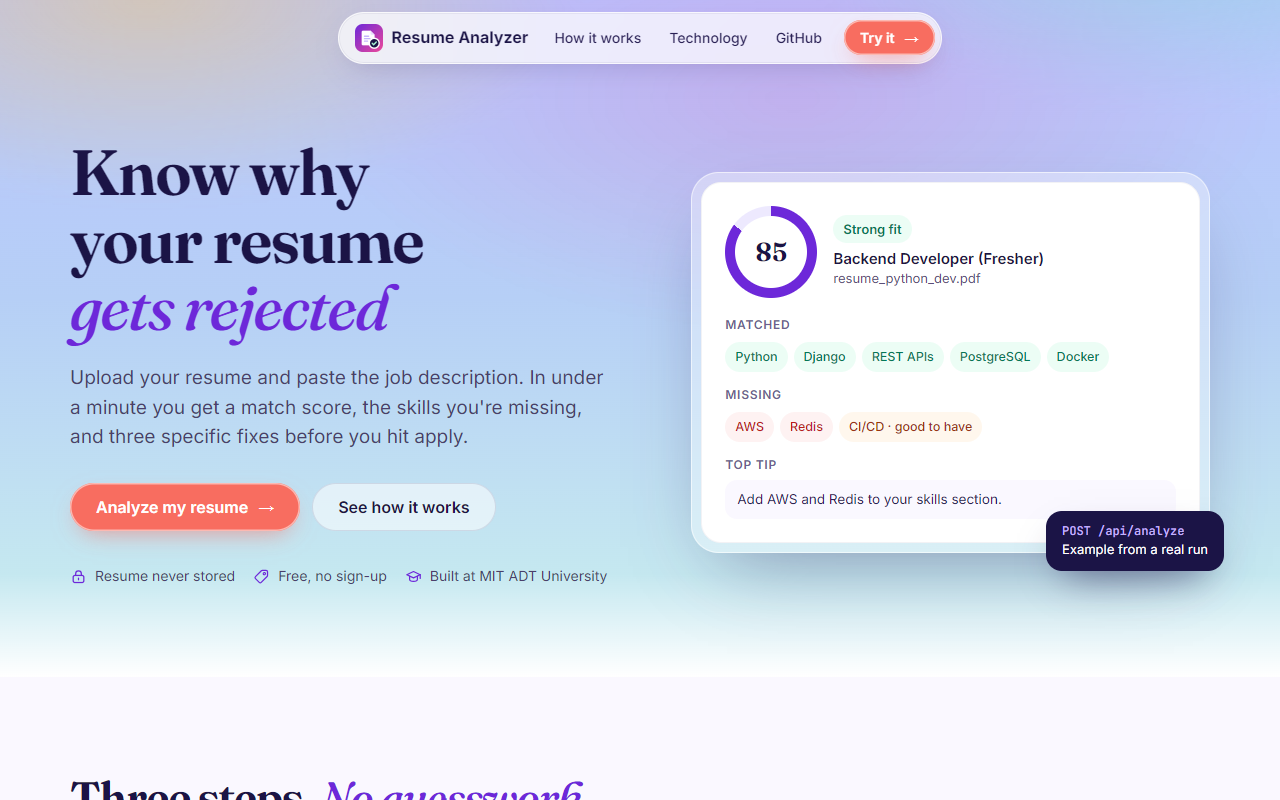 Resume Analyzer
How it works
Technology
GitHub
Try it →
Know why
your resume
gets rejected
Upload your resume and paste the job description. In under
a minute you get a match score, the skills you're missing,
and three specific fixes before you hit apply.
Analyze my resume →
See how it works
Resume never stored
Free, no sign-up
Built at MIT ADT University
85
Strong fit
Backend Developer (Fresher)
resume_python_dev.pdf
MATCHED
Python
Django
REST APIs
PostgreSQL
Docker
MISSING
AWS
Redis
CI/CD · good to have
TOP TIP
Add AWS and Redis to your skills section.
POST /api/analyze
Example from a real run
Three steps. No guesswork.